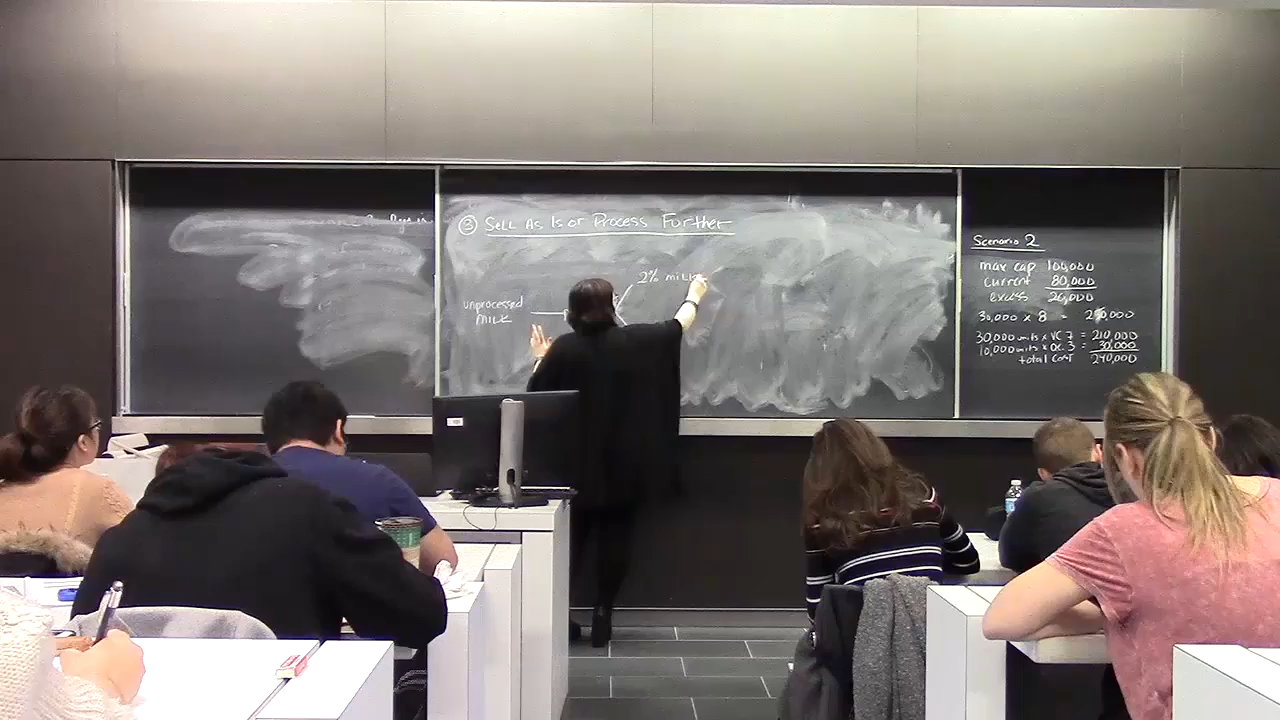 ③ Sell As Is or Process Further
2% milk
unprocessed
milk
Scenario 2
max cap. 100,000
current 80,000
excess 20,000
30,000 x 8 =
30,000 units x VC 7 = 210,000
10,000 units x OC. 3 = 30,000
total cost 240,000